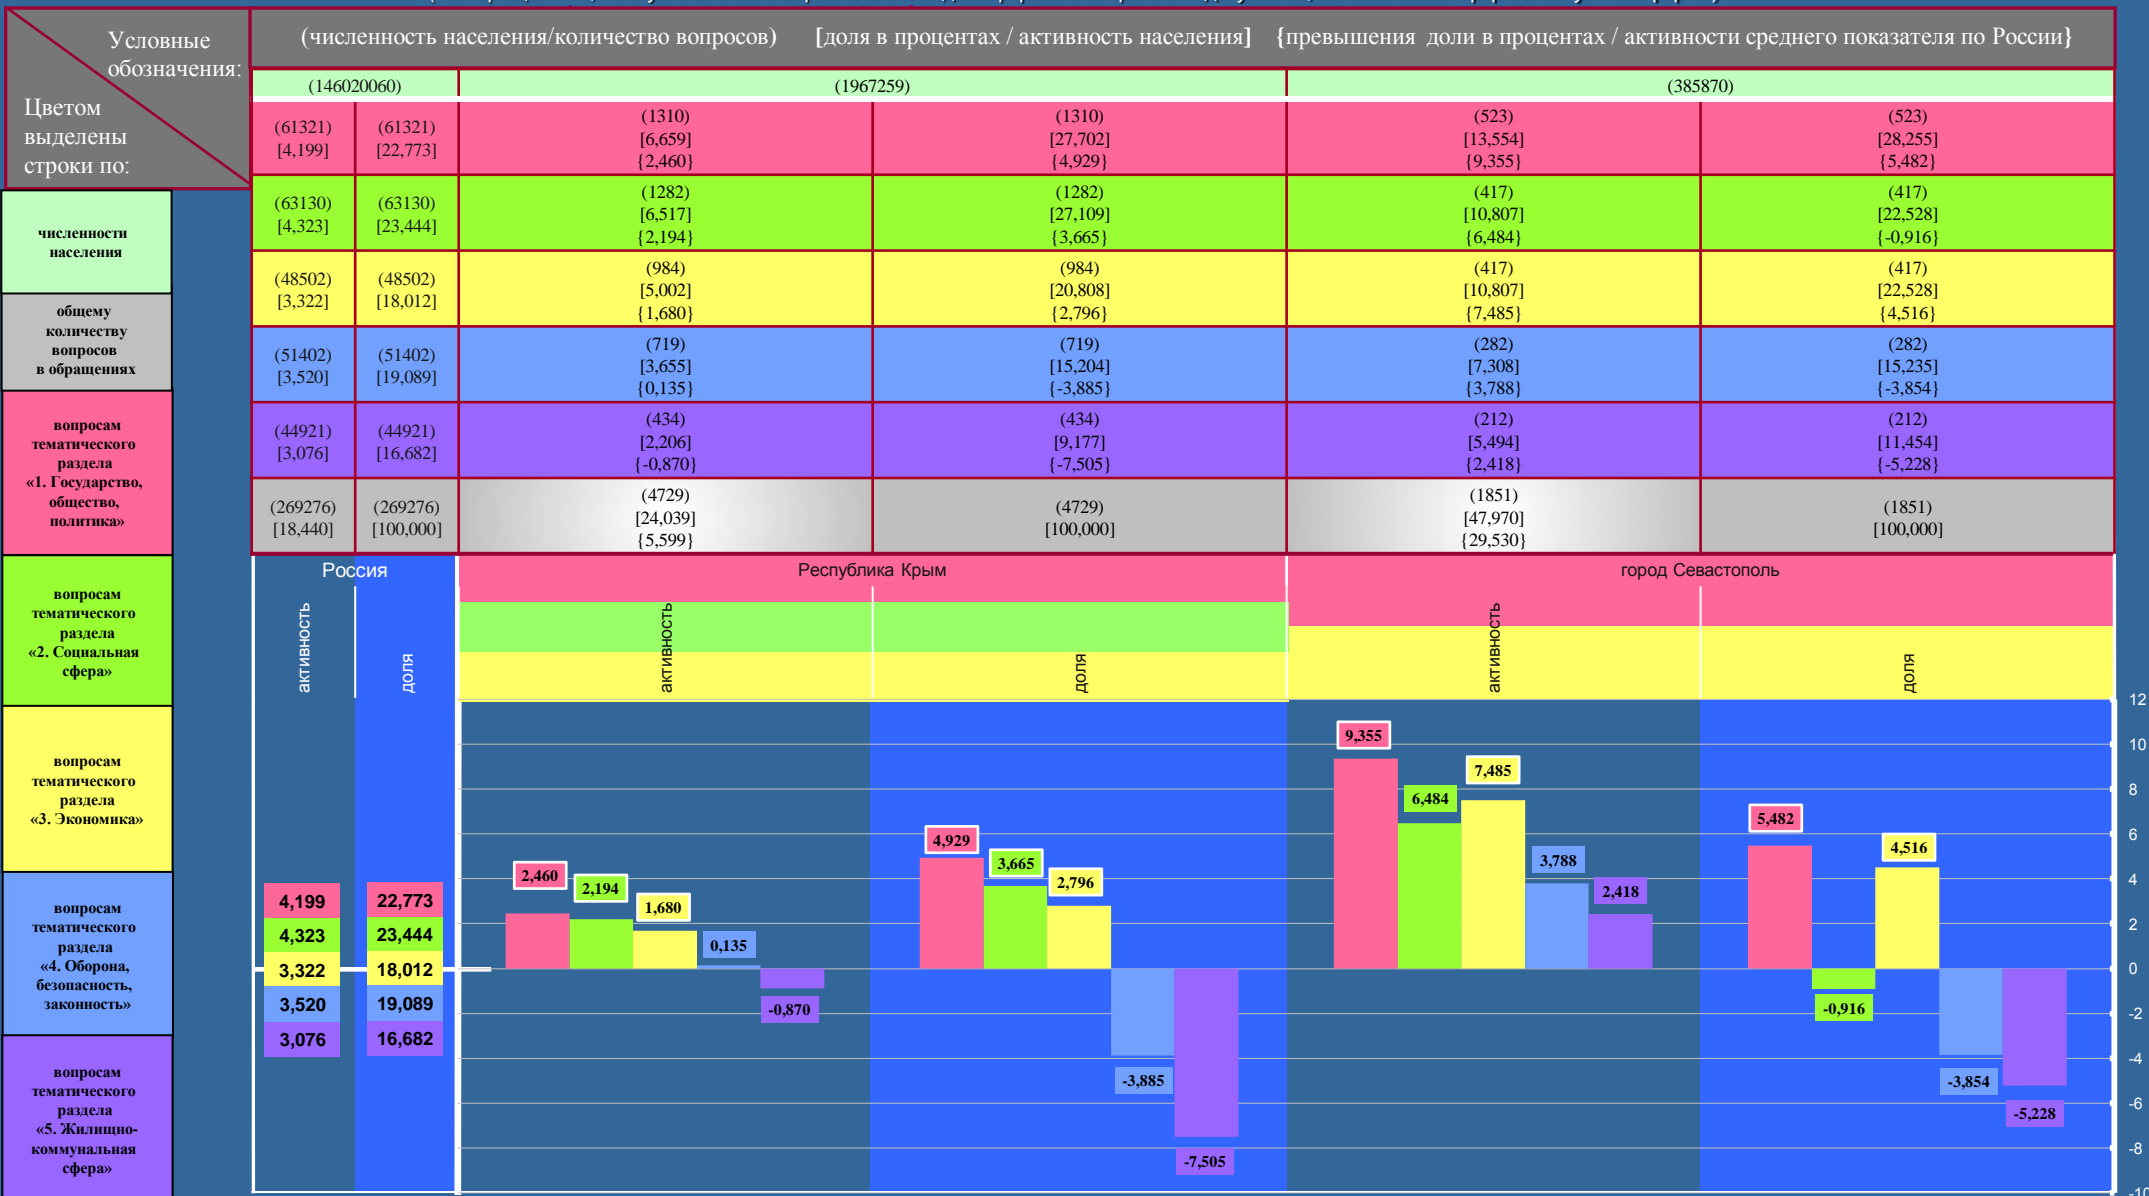 Условные
обозначения:
Цветом
выделены
строки по:
(численность населения/количество вопросов) [доля в процентах / активность населения] {превышения доли в процентах / активности среднего показателя по России}
(146020060) (1967259) (385870)
(61321) (61321) (1310) (1310) (523) (523)
[4,199] [22,773] [6,659] [27,702] [13,554] [28,255]
{2,460} {4,929} {9,355} {5,482}
(63130) (63130) (1282) (1282) (417) (417)
[4,323] [23,444] [6,517] [27,109] [10,807] [22,528]
{2,194} {3,665} {6,484} {-0,916}
(48502) (48502) (984) (984) (417) (417)
[3,322] [18,012] [5,002] [20,808] [10,807] [22,528]
{1,680} {2,796} {7,485} {4,516}
(51402) (51402) (719) (719) (282) (282)
[3,520] [19,089] [3,655] [15,204] [7,308] [15,235]
{0,135} {-3,885} {3,788} {-3,854}
(44921) (44921) (434) (434) (212) (212)
[3,076] [16,682] [2,206] [9,177] [5,494] [11,454]
{-0,870} {-7,505} {2,418} {-5,228}
(269276) (269276) (4729) (4729) (1851) (1851)
[18,440] [100,000] [24,039] [100,000] [47,970] [100,000]
{5,599} {29,530}
численности
населения
общему
количеству
вопросов
в обращениях
вопросам
тематического
раздела
«1. Государство,
общество,
политика»
вопросам
тематического
раздела
«2. Социальная
сфера»
вопросам
тематического
раздела
«3. Экономика»
вопросам
тематического
раздела
«4. Оборона,
безопасность,
законность»
вопросам
тематического
раздела
«5. Жилищно-
коммунальная
сфера»
Россия Республика Крым город Севастополь
активность доля активность доля активность доля
4,199 22,773
4,323 23,444
3,322 18,012
3,520 19,089
3,076 16,682
2,460 2,194 1,680 0,135 -0,870
4,929 3,665 2,796 -3,885 -7,505
9,355 6,484 7,485 3,788 2,418
5,482 -0,916 4,516 -3,854 -5,228
12
10
8
6
4
2
0
-2
-4
-6
-8
-10